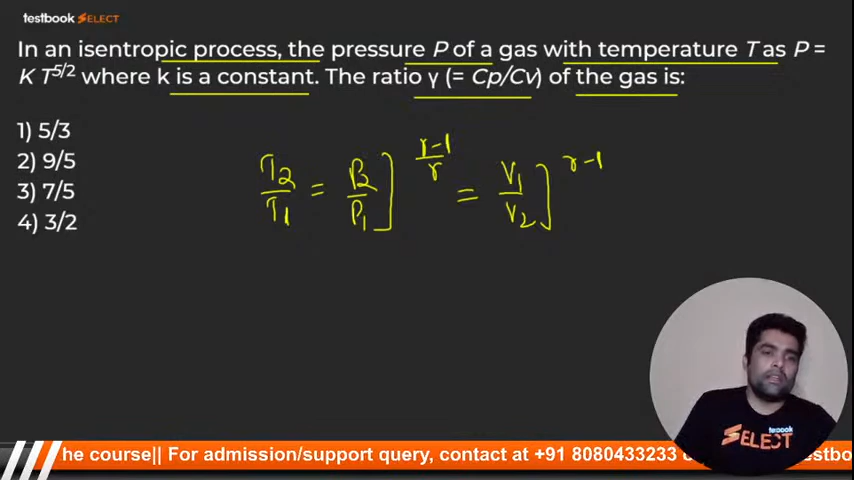 testbook SELECT
In an isentropic process, the pressure P of a gas with temperature T as P =
K T^5/2 where k is a constant. The ratio γ (= Cp/Cv) of the gas is:
1) 5/3
2) 9/5
3) 7/5
4) 3/2
T2/T1 = P2/P1]^(r-1)/r = V1/V2]^r-1
testbook
SELECT
he course|| For admission/support query, contact at +91 8080433233